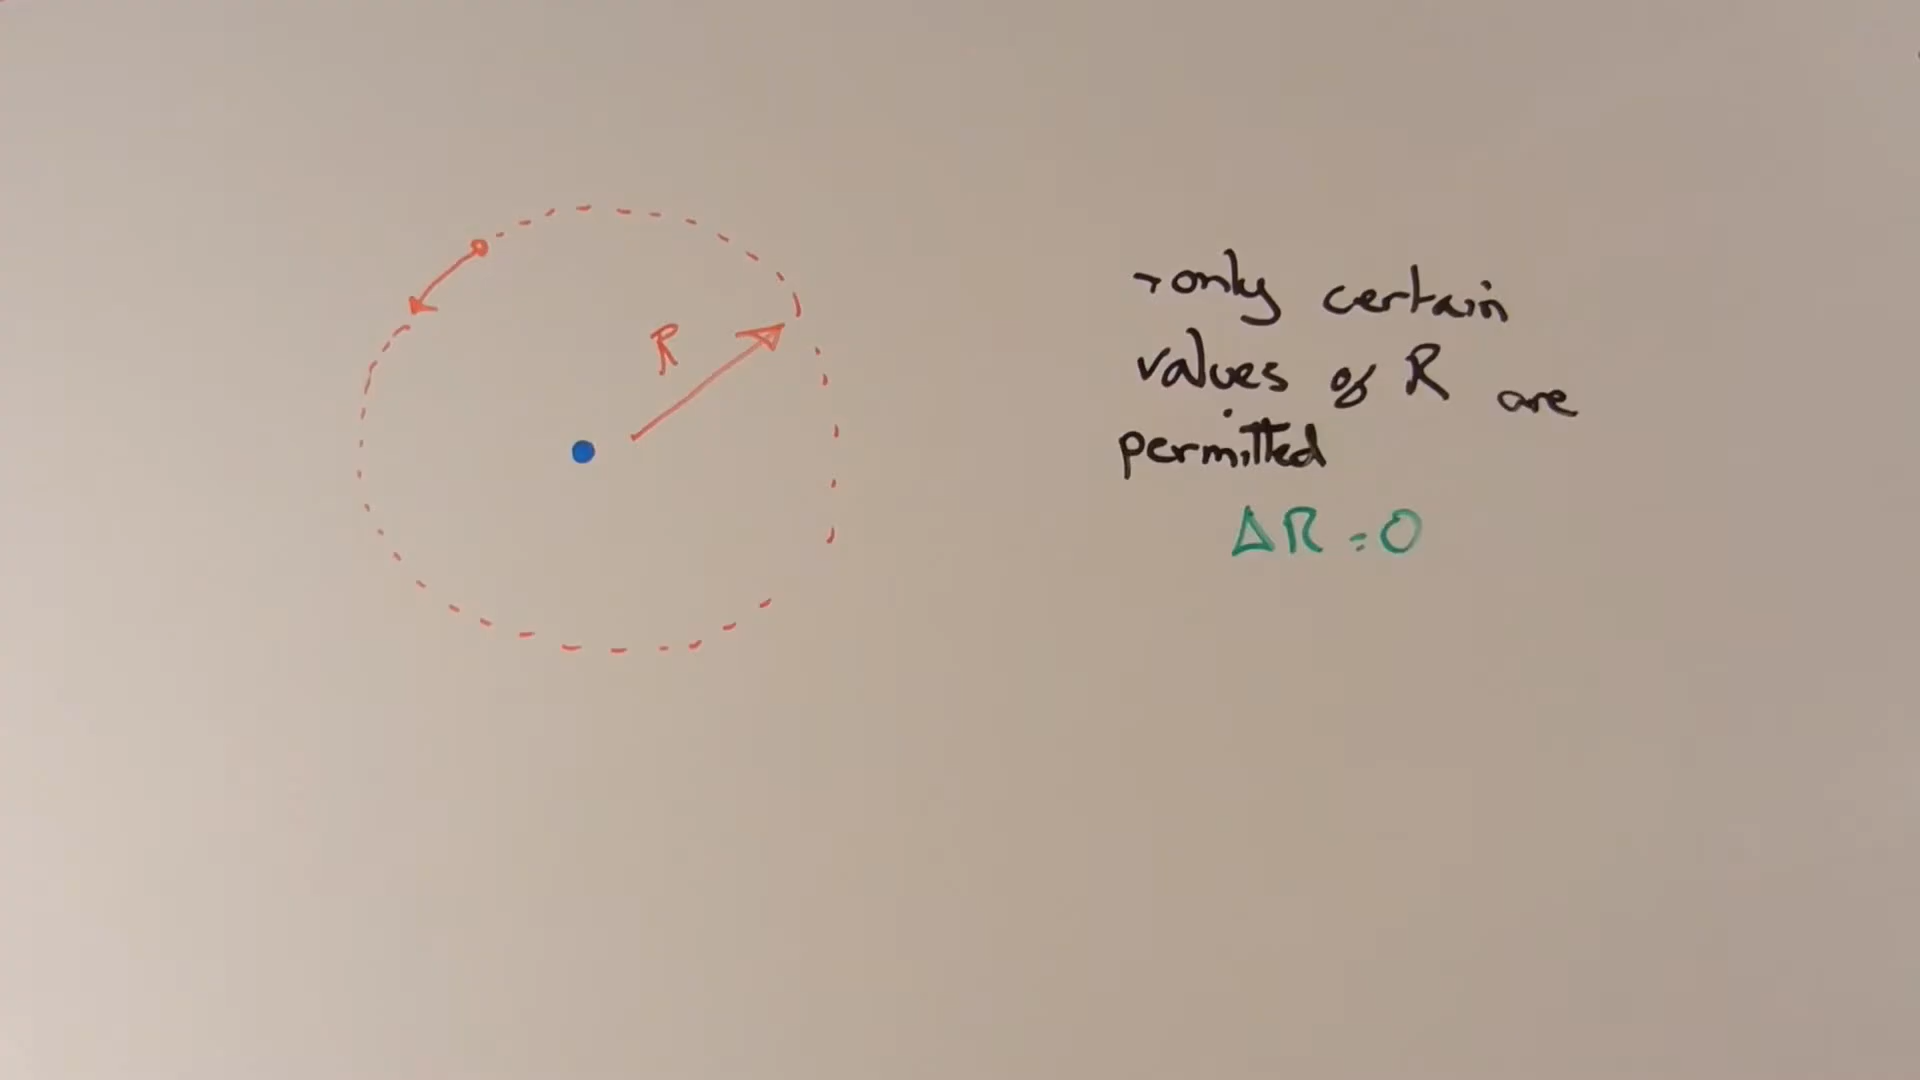 R
→ only certain
values of R are
permitted
ΔR = 0